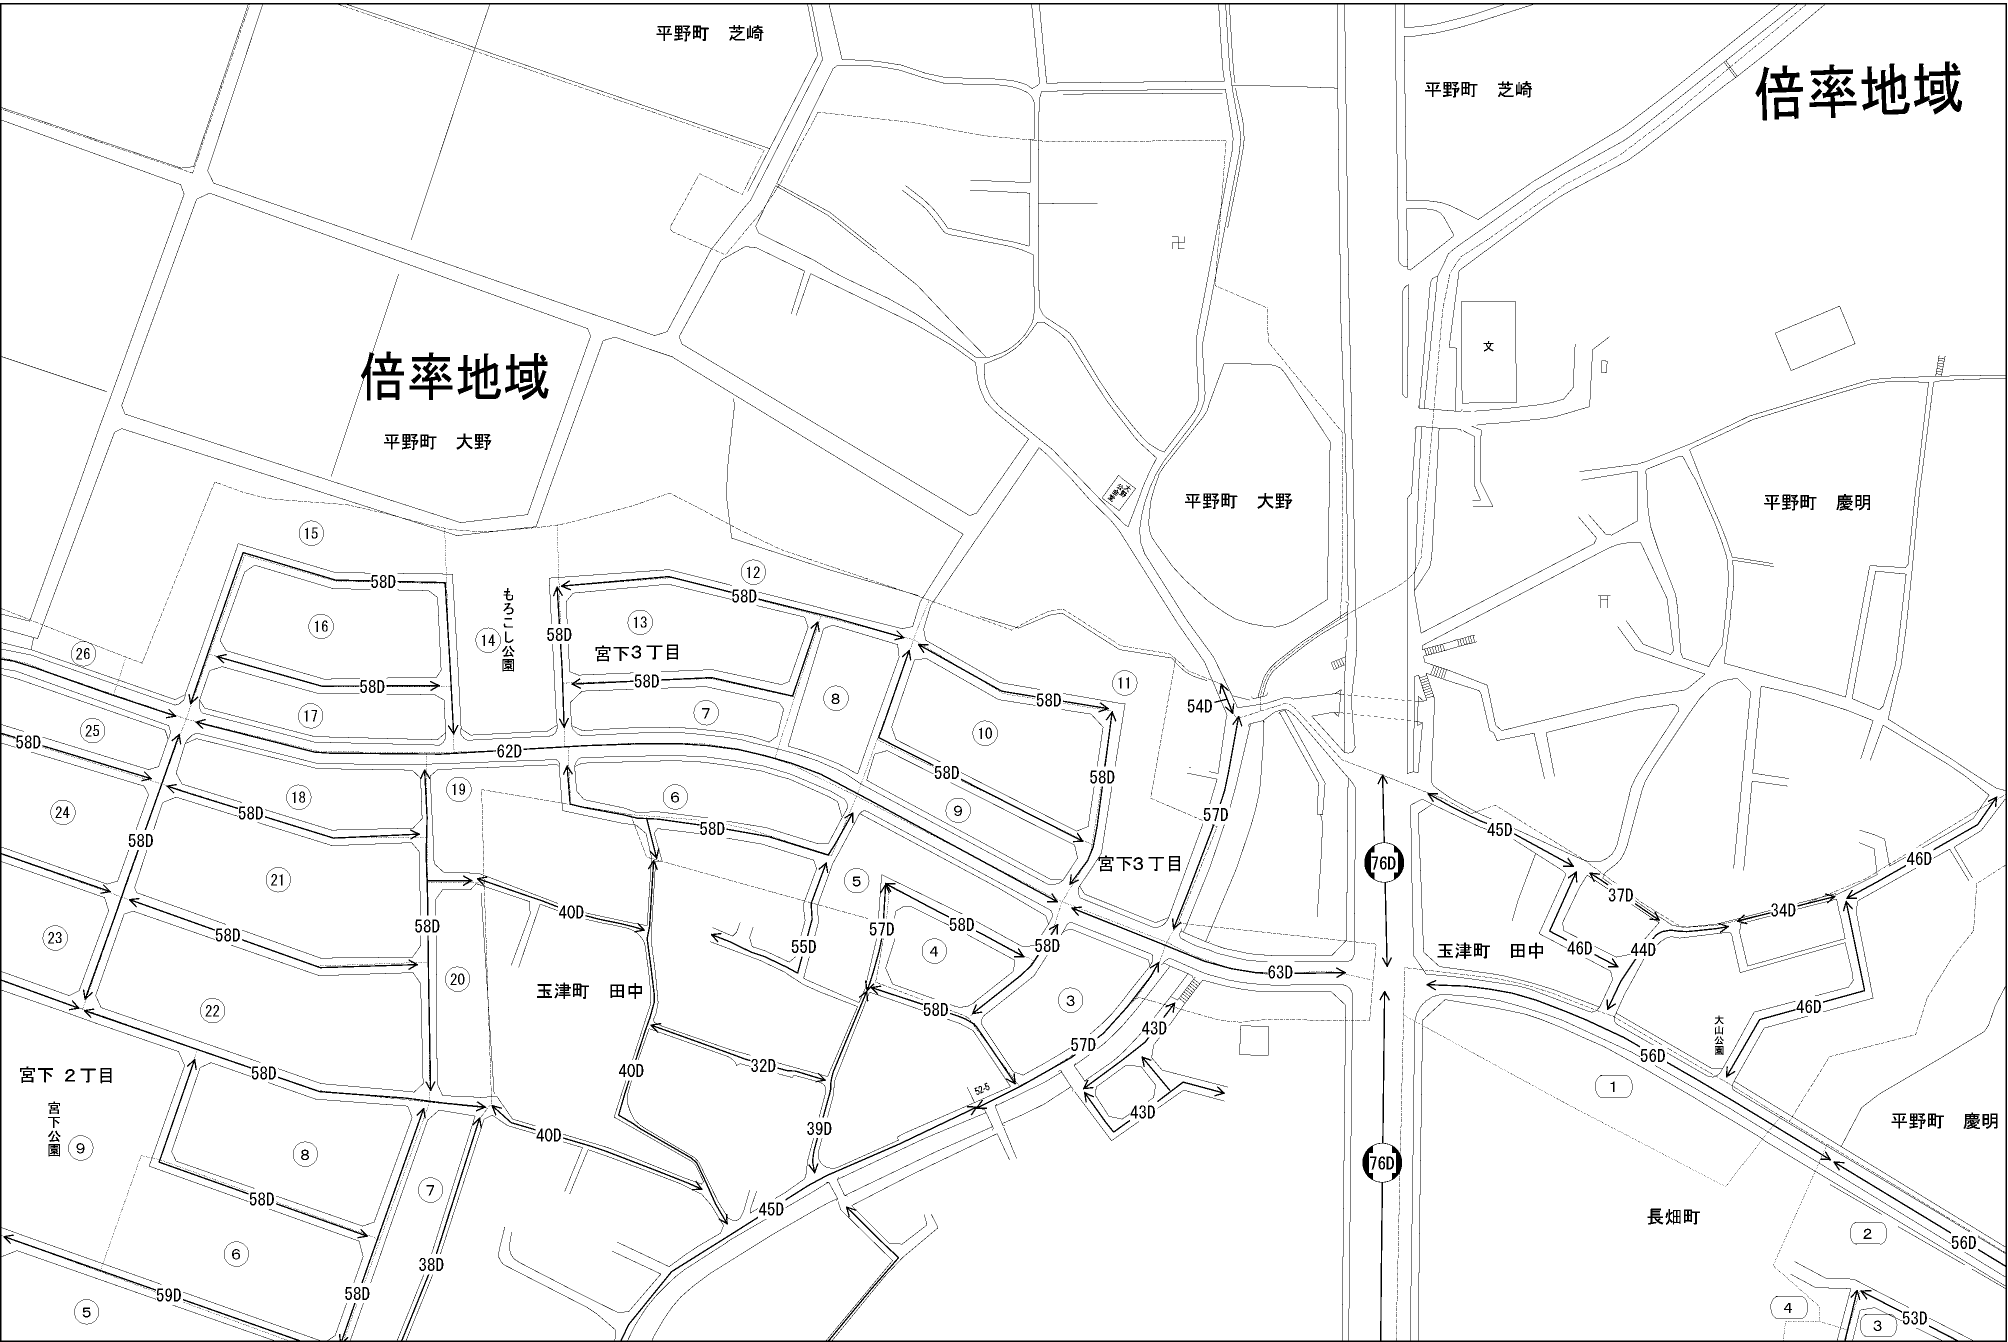 平野町　芝崎
平野町　芝崎
倍率地域
卍
文
倍率地域
平野町　大野
平野町　大野
平野町　慶明
15
12
58D
58D
もろこし公園
16
13
14
58D
宮下3丁目
26
58D
58D
11
8
58D
54D
17
7
25
10
58D
62D
58D
58D
19
6
18
9
24
58D
57D
58D
58D
45D
76D
46D
宮下3丁目
21
5
37D
40D
58D
58D
34D
57D
58D
23
58D
55D
4
46D
44D
玉津町　田中
63D
20
玉津町　田中
3
22
58D
46D
大山公園
43D
57D
56D
32D
58D
40D
宮下 2丁目
1
52-5
宮下公園
43D
39D
40D
平野町　慶明
9
8
76D
7
58D
45D
長畑町
2
56D
6
38D
59D
58D
5
4
53D
3